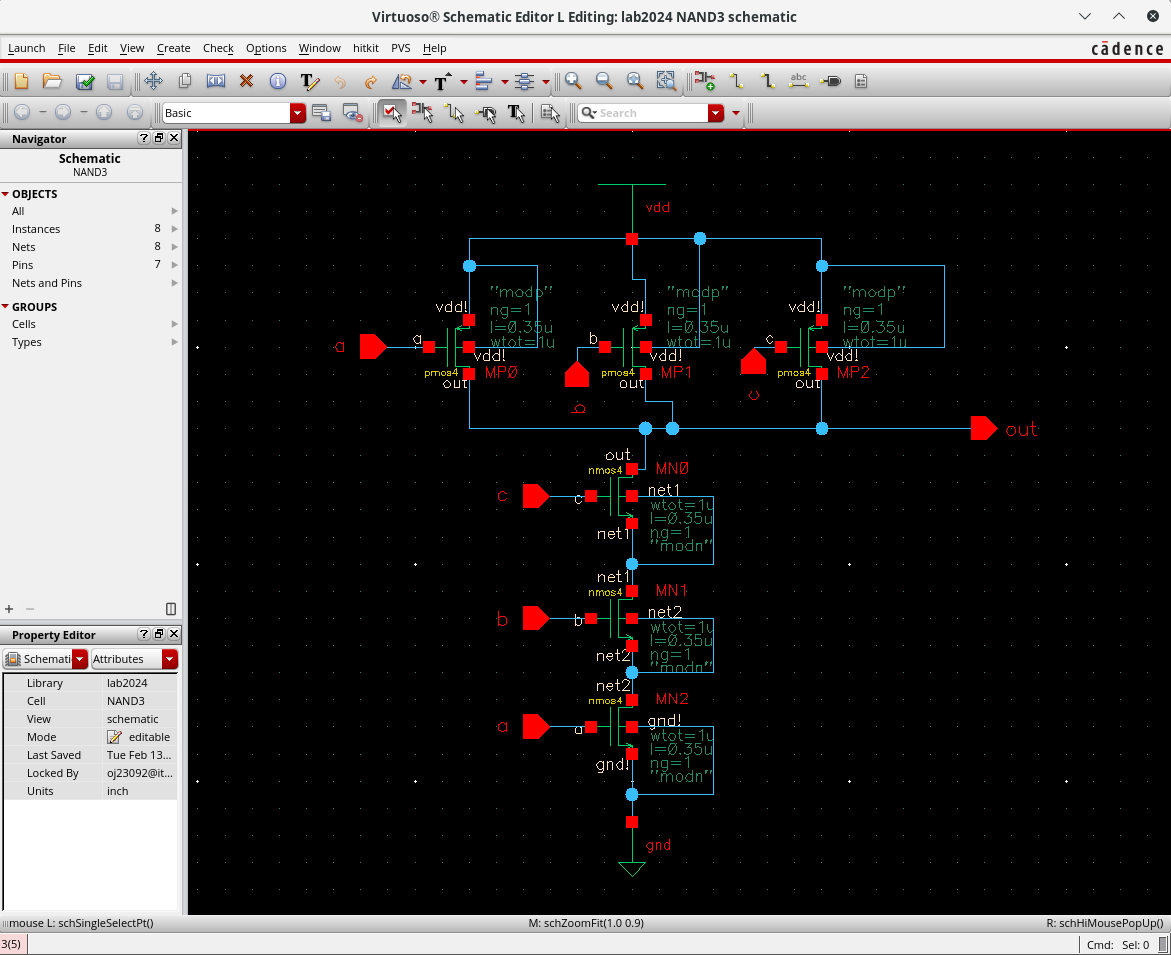 Virtuoso® Schematic Editor L Editing: lab2024 NAND3 schematic
Launch File Edit View Create Check Options Window hitkit PVS Help
cādence
T
abc
Basic
Search
Navigator
Schematic
NAND3
OBJECTS
All
Instances 8
Nets 8
Pins 7
Nets and Pins
GROUPS
Cells
Types
Property Editor
Schemati
Attributes
Library lab2024
Cell NAND3
View schematic
Mode editable
Last Saved Tue Feb 13...
Locked By oj23092@it...
Units inch
vdd
"modp"
ng=1
l=0.35u
wtot=1u
vdd!
a
a
vdd!
pmos4
MP0
out
"modp"
ng=1
l=0.35u
wtot=1u
vdd!
b
b
vdd!
pmos4
MP1
out
"modp"
ng=1
l=0.35u
wtot=1u
vdd!
c
c
vdd!
pmos4
MP2
out
out
out
nmos4
MN0
c
c
net1
wtot=1u
l=0.35u
ng=1
"modn"
net1
net1
nmos4
MN1
b
b
net2
wtot=1u
l=0.35u
ng=1
"modn"
net2
net2
nmos4
MN2
a
a
gnd!
wtot=1u
l=0.35u
ng=1
"modn"
gnd!
gnd
mouse L: schSingleSelectPt() M: schZoomFit(1.0 0.9) R: schHiMousePopUp()
3(5) Cmd: Sel: 0